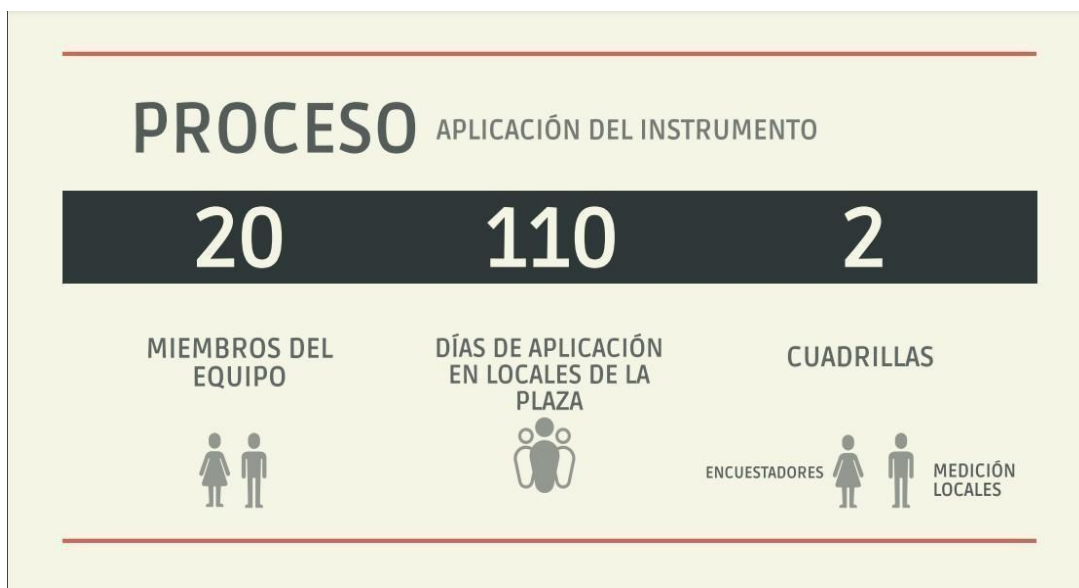 PROCESO APLICACIÓN DEL INSTRUMENTO
20
110
2
MIEMBROS DEL
EQUIPO
DÍAS DE APLICACIÓN
EN LOCALES DE LA
PLAZA
CUADRILLAS
ENCUESTADORES
MEDICIÓN
LOCALES